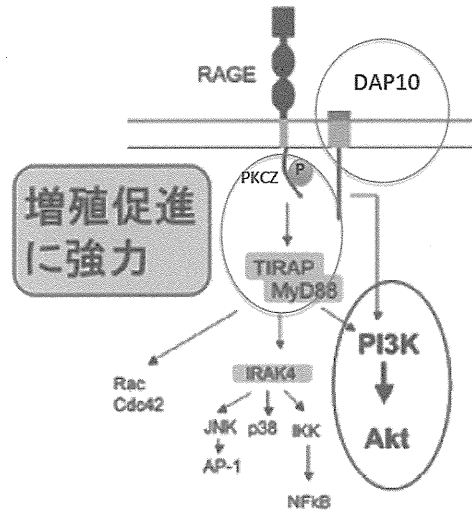 RAGE
DAP10
PKCZ
P
増殖促進
に強力
TIRAP
MyD88
PI3K
Akt
Rac
Cdc42
IRAK4
JNK p38 IKK
AP-1
NFkB